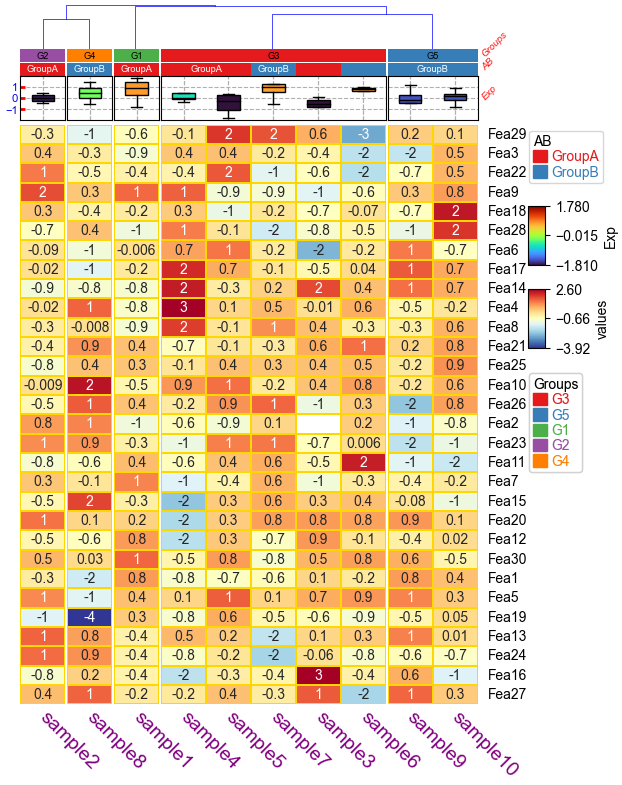 G2 G4 G1 G3 G5 Groups
GroupA GroupB GroupA GroupA GroupB GroupB AB
1
0
−1
Exp
-0.3 -1 -0.6 -0.1 2 2 0.6 -3 0.2 0.1 Fea29
0.4 -0.3 -0.9 0.4 0.4 -0.2 -0.4 -2 -2 0.5 Fea3
1 -0.5 -0.4 -0.4 2 -1 -0.6 -2 -0.7 0.5 Fea22
2 0.3 1 1 -0.9 -0.9 -1 -0.6 0.3 0.8 Fea9
0.3 -0.4 -0.2 0.3 -1 -0.2 -0.7 -0.07 -0.7 2 Fea18
-0.7 0.4 -1 1 -0.1 -2 -0.8 -0.5 -1 2 Fea28
-0.09 -1 -0.006 0.7 1 -0.2 -2 -0.2 1 -0.7 Fea6
-0.02 -1 -0.2 2 0.7 -0.1 -0.5 0.04 1 0.7 Fea17
-0.9 -0.8 -0.8 2 -0.3 0.2 2 0.4 1 0.7 Fea14
-0.02 1 -0.8 3 0.1 0.5 -0.01 0.6 -0.5 -0.2 Fea4
-0.3 -0.008 -0.9 2 -0.1 1 0.4 -0.3 -0.3 0.6 Fea8
-0.4 0.9 0.4 -0.7 -0.1 -0.3 0.6 1 0.2 0.8 Fea21
-0.8 0.4 0.3 -0.1 0.4 0.3 0.4 0.5 -0.2 0.9 Fea25
-0.009 2 -0.5 0.9 1 -0.2 0.4 0.8 -0.2 0.6 Fea10
-0.5 1 0.4 -0.2 0.9 1 -1 0.3 -2 0.8 Fea26
0.8 1 -1 -0.6 -0.9 0.1 0.2 -1 -0.8 Fea2
1 0.9 -0.3 -1 1 1 -0.7 0.006 -2 -1 Fea23
-0.8 -0.6 0.4 -0.6 0.4 0.6 -0.5 2 -1 -2 Fea11
0.3 -0.1 1 -1 -0.4 0.6 -1 -0.3 -0.4 -0.2 Fea7
-0.5 2 -0.3 -2 0.3 0.6 0.3 0.4 -0.08 -1 Fea15
1 0.1 0.2 -2 0.3 0.8 0.8 0.8 0.9 0.1 Fea20
-0.5 -0.6 0.8 -2 0.3 -0.7 0.9 -0.1 -0.4 0.02 Fea12
0.5 0.03 1 -0.5 0.8 -0.8 0.5 0.8 0.6 -0.5 Fea30
-0.3 -2 0.8 -0.8 -0.7 -0.6 0.1 -0.2 0.8 0.4 Fea1
1 -1 0.4 0.1 1 0.1 0.7 0.9 1 0.3 Fea5
-1 -4 0.3 -0.8 0.6 -0.5 -0.6 -0.9 -0.5 0.05 Fea19
1 0.8 -0.4 0.5 0.2 -2 0.1 0.3 1 0.01 Fea13
1 0.9 -0.4 -0.8 -0.2 -2 -0.06 -0.8 -0.6 -0.7 Fea24
-0.8 0.2 -0.4 -2 -0.3 -0.4 3 -0.4 0.6 -1 Fea16
0.4 1 -0.2 -0.2 0.4 -0.3 1 -2 1 0.3 Fea27
sample2 sample8 sample1 sample4 sample5 sample7 sample3 sample6 sample9 sample10
AB
GroupA
GroupB
1.780
-0.015
-1.810
Exp
2.60
-0.66
-3.92
values
Groups
G3
G5
G1
G2
G4